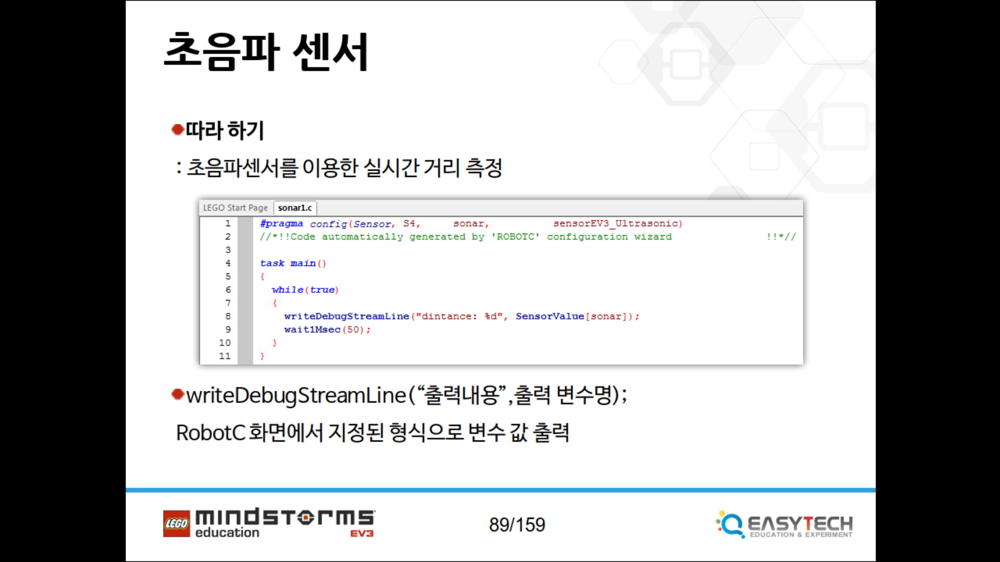 초음파 센서
따라 하기
: 초음파센서를 이용한 실시간 거리 측정
LEGO Start Page sonar1.c
1 #pragma config(Sensor, S4, sonar, sensorEV3_Ultrasonic)
2 //*!!Code automatically generated by 'ROBOTC' configuration wizard !!*//
3
4 task main()
5 {
6 while(true)
7 {
8 writeDebugStreamLine("dintance: %d", SensorValue[sonar]);
9 wait1Msec(50);
10 }
11 }
writeDebugStreamLine(“출력내용”,출력 변수명);
RobotC 화면에서 지정된 형식으로 변수 값 출력
LEGO mindstorms
education EV3
89/159
EASYTECH
EDUCATION & EXPERIMENT